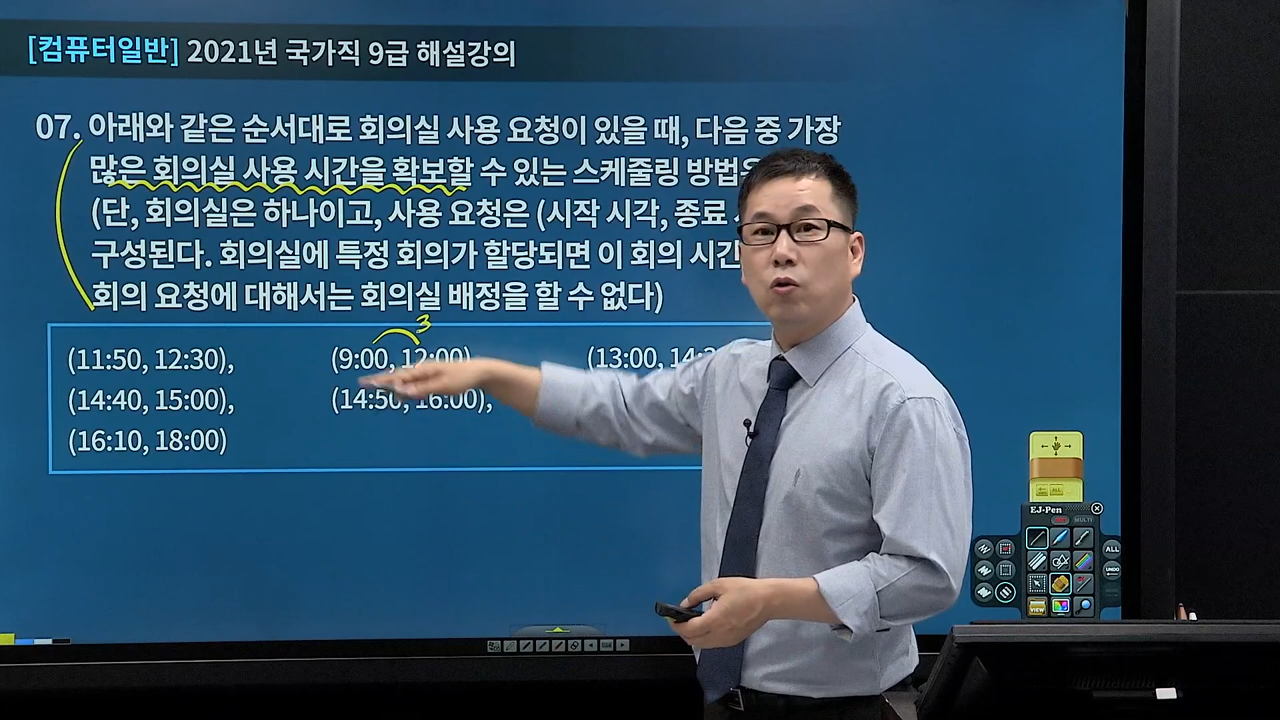 [컴퓨터일반] 2021년 국가직 9급 해설강의
07. 아래와 같은 순서대로 회의실 사용 요청이 있을 때, 다음 중 가장
많은 회의실 사용 시간을 확보할 수 있는 스케줄링 방법은
(단, 회의실은 하나이고, 사용 요청은 (시작 시각, 종료
구성된다. 회의실에 특정 회의가 할당되면 이 회의 시간
회의 요청에 대해서는 회의실 배정을 할 수 없다)
3
(11:50, 12:30), (9:00, 12:00), (13:00, 14:3
(14:40, 15:00), (14:50, 16:00),
(16:10, 18:00)
EJ-Pen
MULTI
ALL
UNDO
VIEW